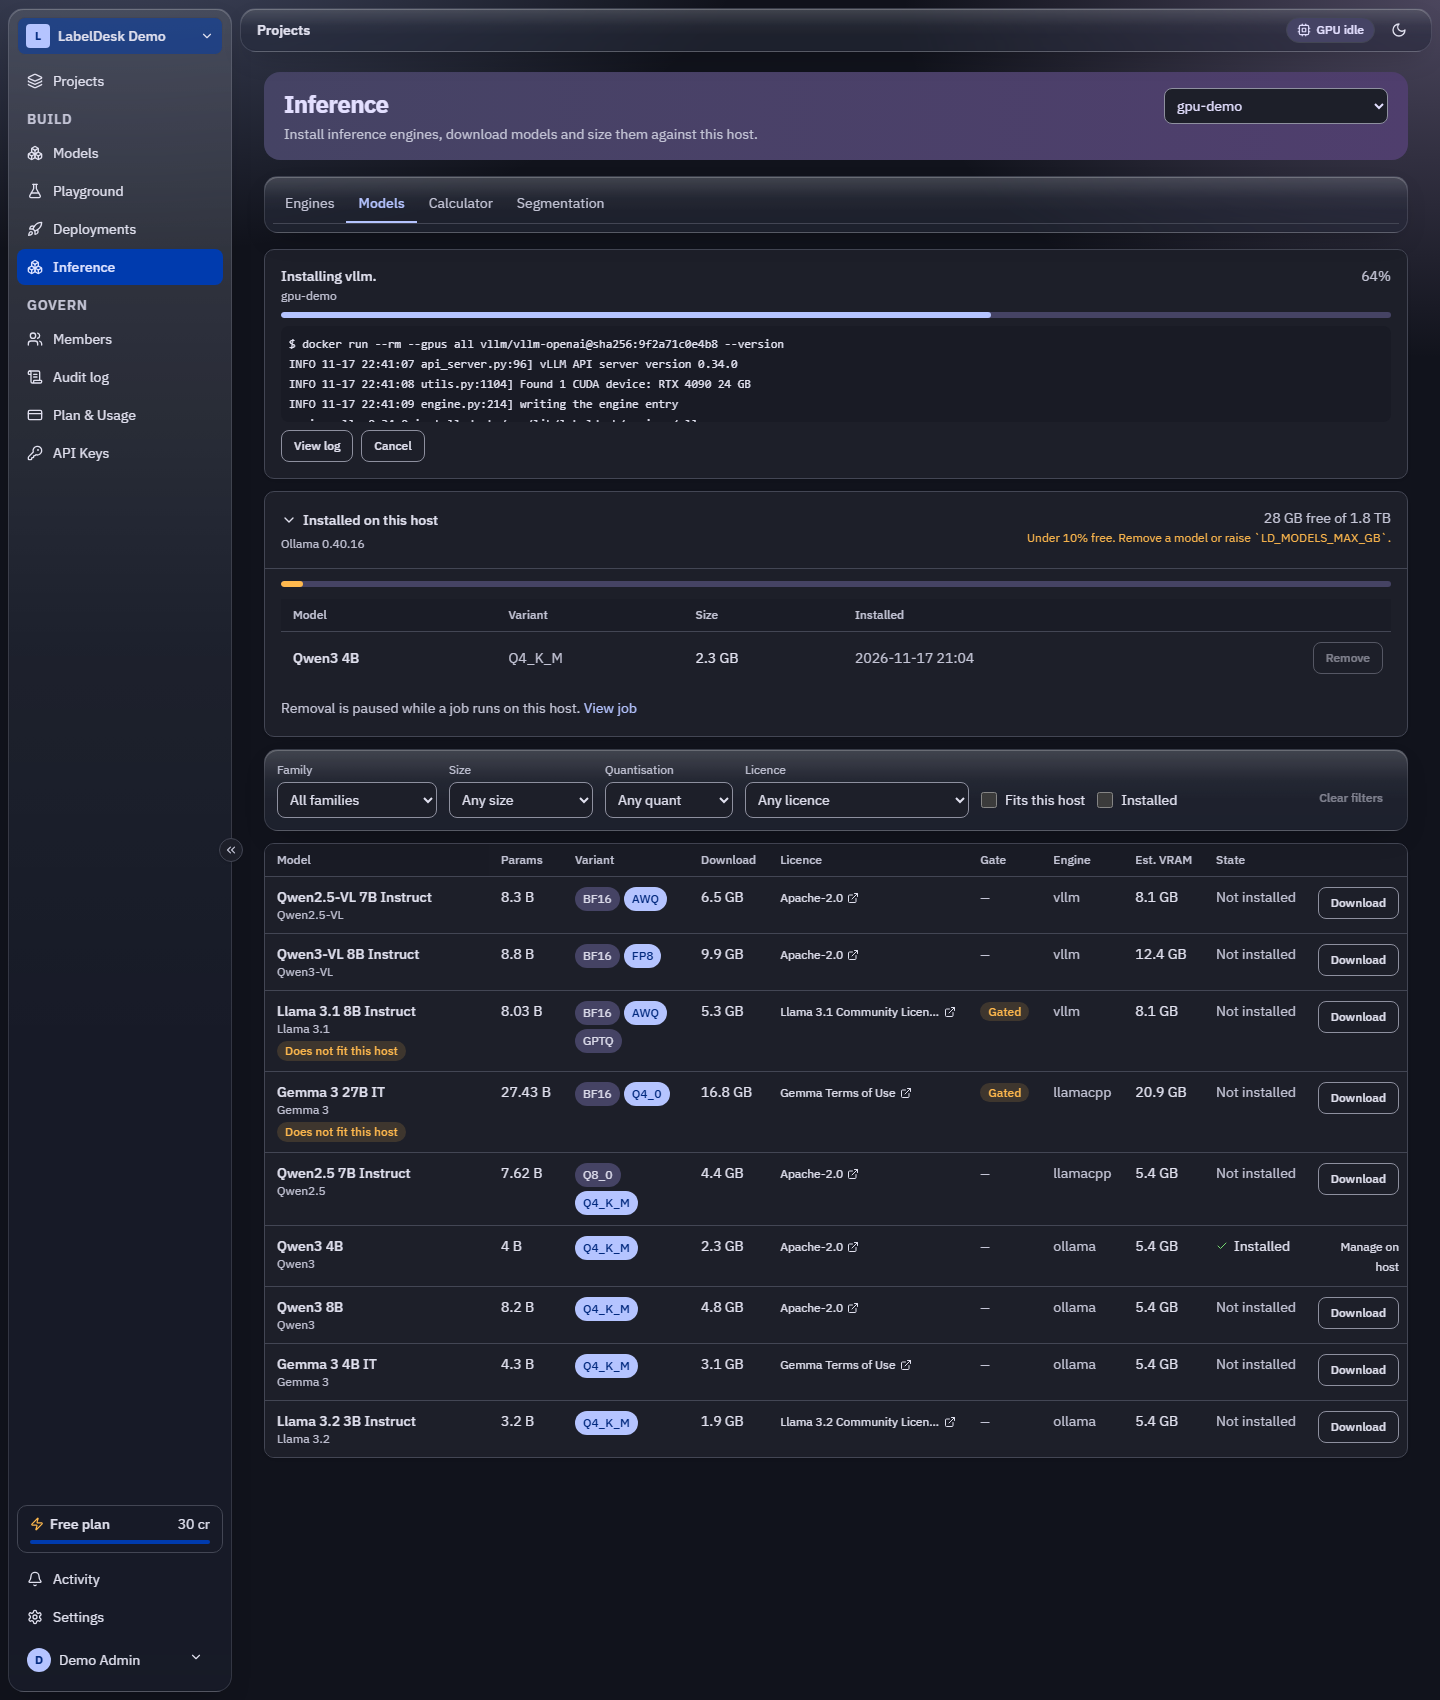 L LabelDesk Demo
Projects
BUILD
Models
Playground
Deployments
Inference
GOVERN
Members
Audit log
Plan & Usage
API Keys
Free plan 30 cr
Activity
Settings
D Demo Admin
Projects
GPU idle
Inference
Install inference engines, download models and size them against this host.
gpu-demo
Engines Models Calculator Segmentation
Installing vllm. 64%
gpu-demo
$ docker run --rm --gpus all vllm/vllm-openai@sha256:9f2a71c0e4b8 --version
INFO 11-17 22:41:07 api_server.py:96] vLLM API server version 0.34.0
INFO 11-17 22:41:08 utils.py:1104] Found 1 CUDA device: RTX 4090 24 GB
INFO 11-17 22:41:09 engine.py:214] writing the engine entry
View log Cancel
Installed on this host 28 GB free of 1.8 TB
Ollama 0.40.16 Under 10% free. Remove a model or raise `LD_MODELS_MAX_GB`.
Model Variant Size Installed
Qwen3 4B Q4_K_M 2.3 GB 2026-11-17 21:04 Remove
Removal is paused while a job runs on this host. View job
Family Size Quantisation Licence
All families Any size Any quant Any licence Fits this host Installed Clear filters
Model Params Variant Download Licence Gate Engine Est. VRAM State
Qwen2.5-VL 7B Instruct 8.3 B BF16 AWQ 6.5 GB Apache-2.0 — vllm 8.1 GB Not installed Download
Qwen2.5-VL
Qwen3-VL 8B Instruct 8.8 B BF16 FP8 9.9 GB Apache-2.0 — vllm 12.4 GB Not installed Download
Qwen3-VL
Llama 3.1 8B Instruct 8.03 B BF16 AWQ 5.3 GB Llama 3.1 Community Licen... Gated vllm 8.1 GB Not installed Download
Llama 3.1 GPTQ
Does not fit this host
Gemma 3 27B IT 27.43 B BF16 Q4_0 16.8 GB Gemma Terms of Use Gated llamacpp 20.9 GB Not installed Download
Gemma 3
Does not fit this host
Qwen2.5 7B Instruct 7.62 B Q8_0 4.4 GB Apache-2.0 — llamacpp 5.4 GB Not installed Download
Qwen2.5 Q4_K_M
Qwen3 4B 4 B Q4_K_M 2.3 GB Apache-2.0 — ollama 5.4 GB Installed Manage on
Qwen3 host
Qwen3 8B 8.2 B Q4_K_M 4.8 GB Apache-2.0 — ollama 5.4 GB Not installed Download
Qwen3
Gemma 3 4B IT 4.3 B Q4_K_M 3.1 GB Gemma Terms of Use — ollama 5.4 GB Not installed Download
Gemma 3
Llama 3.2 3B Instruct 3.2 B Q4_K_M 1.9 GB Llama 3.2 Community Licen... — ollama 5.4 GB Not installed Download
Llama 3.2